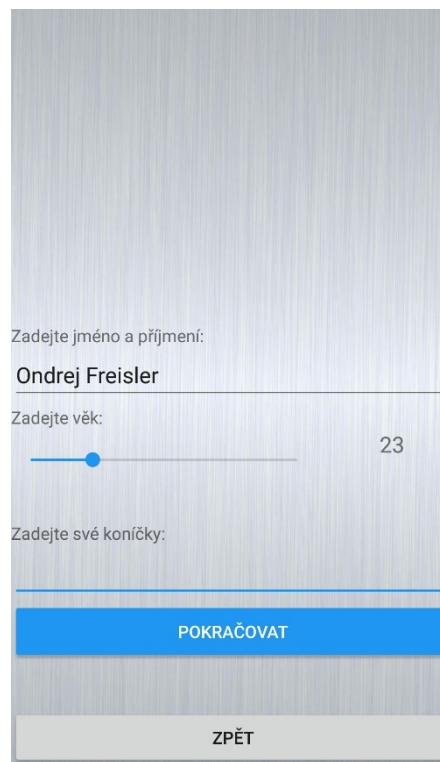 Zadejte jméno a příjmení:
Ondrej Freisler
Zadejte věk:
23
Zadejte své koníčky:
POKRAČOVAT
ZPĚT